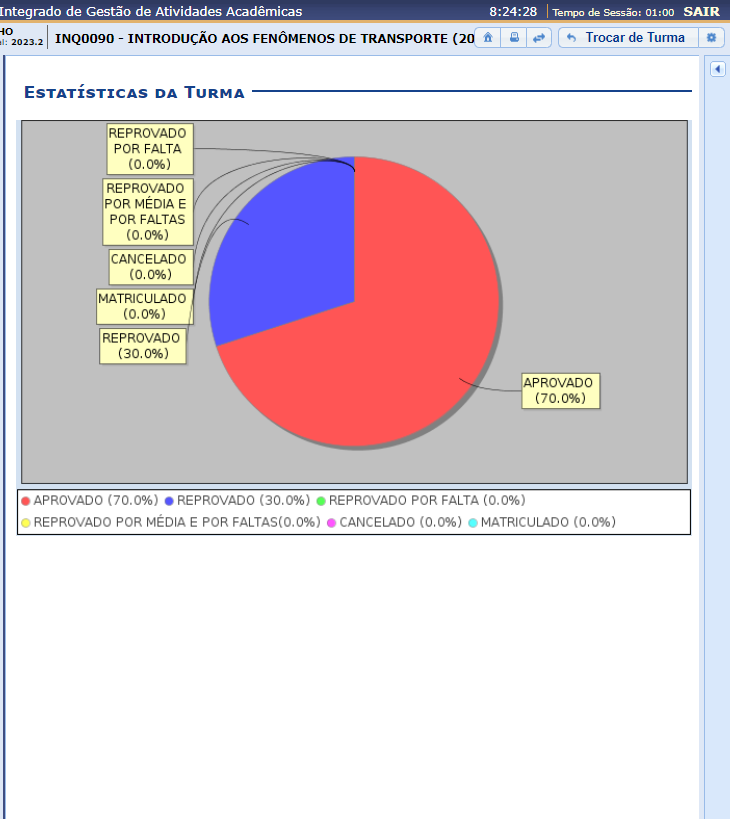 Integrado de Gestão de Atividades Acadêmicas 8:24:28 Tempo de Sessão: 01:00 SAIR
HO
el: 2023.2 INQ0090 - INTRODUÇÃO AOS FENÔMENOS DE TRANSPORTE (20 Trocar de Turma
ESTATÍSTICAS DA TURMA
REPROVADO
POR FALTA
(0.0%)
REPROVADO
POR MÉDIA E
POR FALTAS
(0.0%)
CANCELADO
(0.0%)
MATRICULADO
(0.0%)
REPROVADO
(30.0%)
APROVADO
(70.0%)
APROVADO (70.0%) REPROVADO (30.0%) REPROVADO POR FALTA (0.0%)
REPROVADO POR MÉDIA E POR FALTAS(0.0%) CANCELADO (0.0%) MATRICULADO (0.0%)